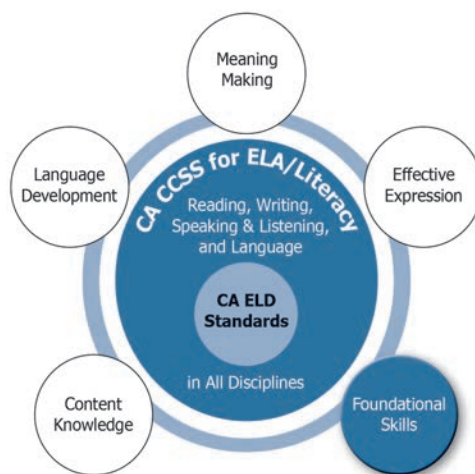 Meaning
Making
Language
Development
Effective
Expression
CA CCSS for ELA/Literacy
Reading, Writing,
Speaking & Listening,
and Language
CA ELD
Standards
in All Disciplines
Content
Knowledge
Foundational
Skills